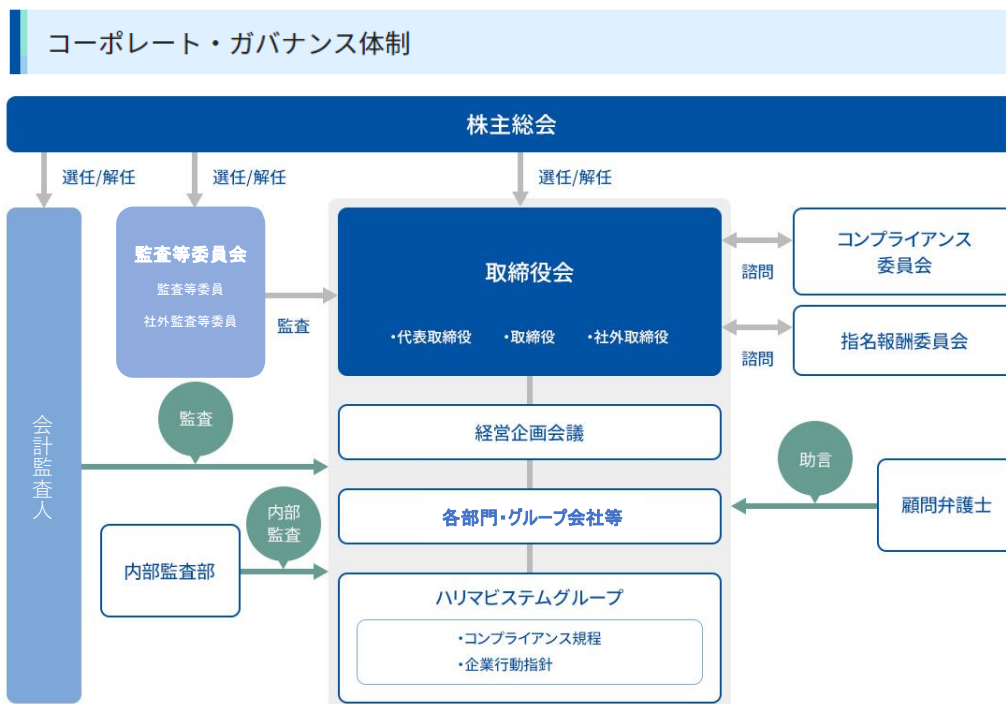 コーポレート・ガバナンス体制
株主総会
選任/解任
選任/解任
選任/解任
監査等委員会
監査等委員
社外監査等委員
監査
取締役会
・代表取締役 ・取締役 ・社外取締役
諮問
コンプライアンス
委員会
諮問
指名報酬委員会
会計監査人
監査
経営企画会議
内部
監査
各部門・グループ会社等
助言
顧問弁護士
内部監査部
ハリマビステムグループ
・コンプライアンス規程
・企業行動指針